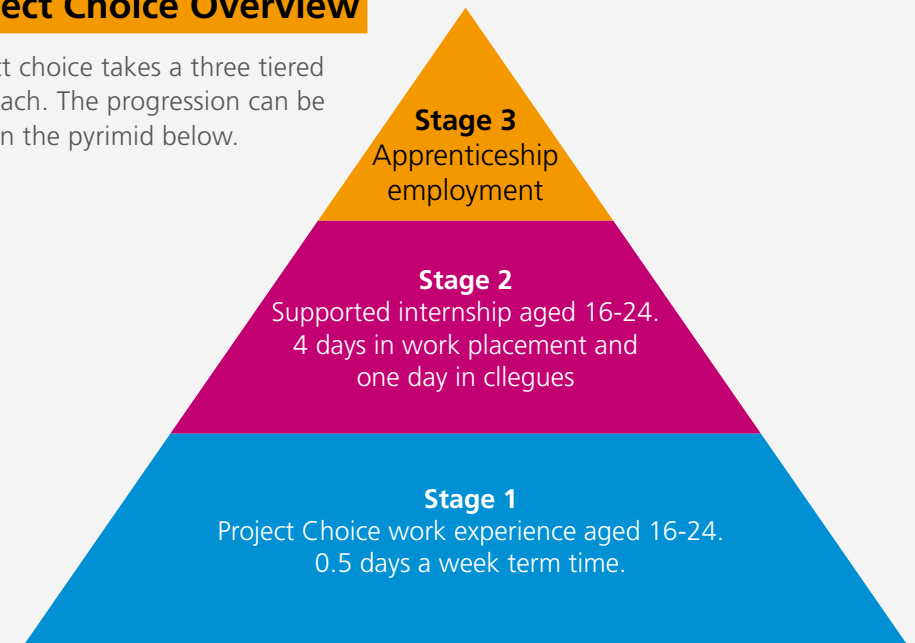 ect Choice Overview
ct choice takes a three tiered
ach. The progression can be
n the pyrimid below.
Stage 3
Apprenticeship
employment
Stage 2
Supported internship aged 16-24.
4 days in work placement and
one day in cllegues
Stage 1
Project Choice work experience aged 16-24.
0.5 days a week term time.